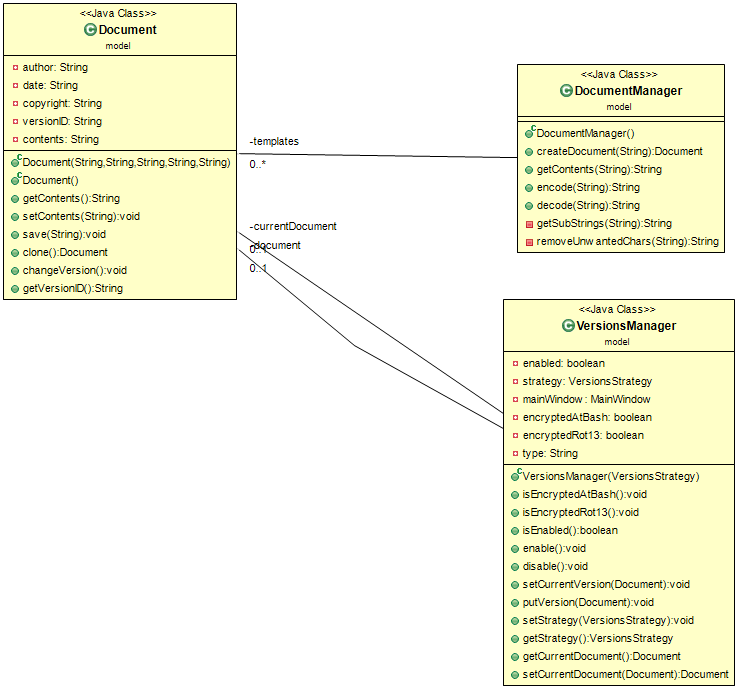 <<Java Class>>
C Document
model
author: String
date: String
copyright: String
versionID: String
contents: String
C Document(String,String,String,String,String)
C Document()
getContents():String
setContents(String):void
save(String):void
clone():Document
changeVersion():void
getVersionID():String
-templates
0..*
-currentDocument
0..1
-document
0..1
<<Java Class>>
C DocumentManager
model
C DocumentManager()
createDocument(String):Document
getContents(String):String
encode(String):String
decode(String):String
getSubStrings(String):String
removeUnwantedChars(String):String
<<Java Class>>
C VersionsManager
model
enabled: boolean
strategy: VersionsStrategy
mainWindow: MainWindow
encryptedAtBash: boolean
encryptedRot13: boolean
type: String
C VersionsManager(VersionsStrategy)
isEncryptedAtBash():void
isEncryptedRot13():void
isEnabled():boolean
enable():void
disable():void
setCurrentVersion(Document):void
putVersion(Document):void
setStrategy(VersionsStrategy):void
getStrategy():VersionsStrategy
getCurrentDocument():Document
setCurrentDocument(Document):Document